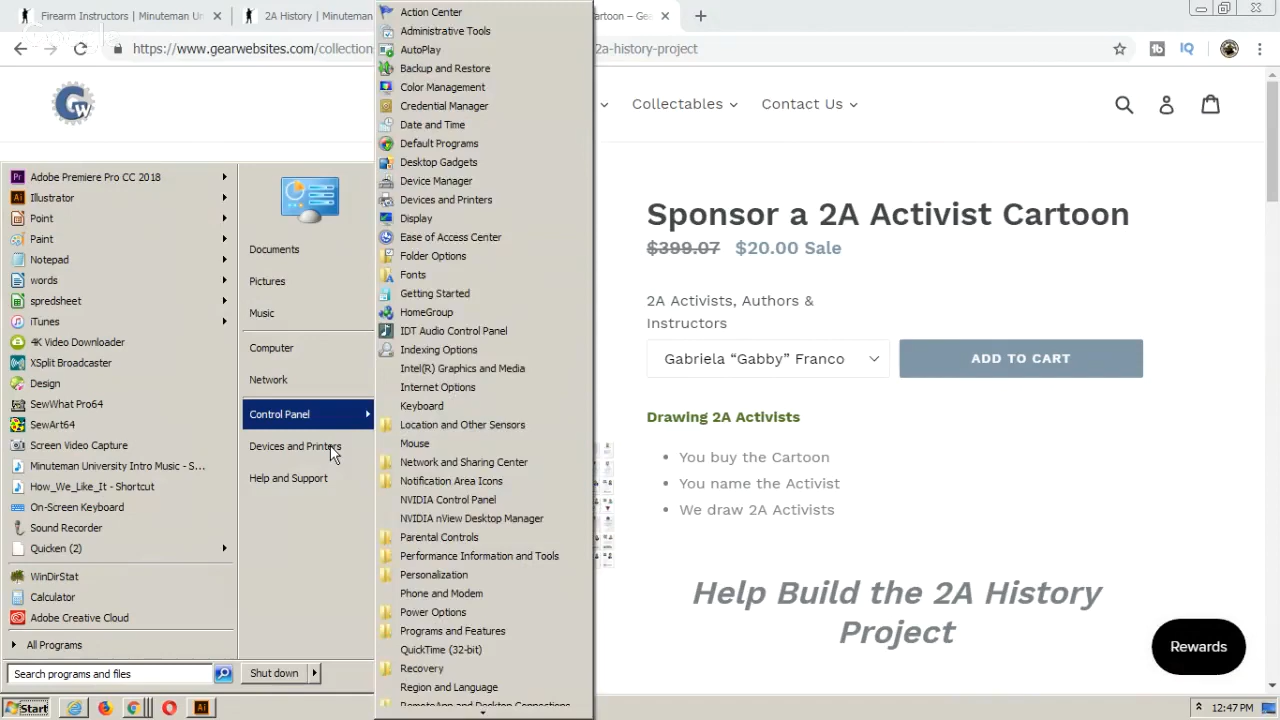 Firearm Instructors | Minuteman Un
2A History | Minuteman
Cartoon – Gea
https://www.gearwebsites.com/collection
2a-history-project
Collectables
Contact Us
Sponsor a 2A Activist Cartoon
$399.07 $20.00 Sale
2A Activists, Authors &
Instructors
Gabriela “Gabby” Franco
ADD TO CART
Drawing 2A Activists
You buy the Cartoon
You name the Activist
We draw 2A Activists
Help Build the 2A History
Project
Rewards
Adobe Premiere Pro CC 2018
Illustrator
Point
Paint
Notepad
words
spredsheet
iTunes
4K Video Downloader
XSplit Broadcaster
Design
SewWhat Pro64
SewArt64
Screen Video Capture
Minuteman University Intro Music - S...
How_We_Like_It - Shortcut
On-Screen Keyboard
Sound Recorder
Quicken (2)
WinDirStat
Calculator
Adobe Creative Cloud
All Programs
Search programs and files
Documents
Pictures
Music
Computer
Network
Control Panel
Devices and Printers
Help and Support
Shut down
Action Center
Administrative Tools
AutoPlay
Backup and Restore
Color Management
Credential Manager
Date and Time
Default Programs
Desktop Gadgets
Device Manager
Devices and Printers
Display
Ease of Access Center
Folder Options
Fonts
Getting Started
HomeGroup
IDT Audio Control Panel
Indexing Options
Intel(R) Graphics and Media
Internet Options
Keyboard
Location and Other Sensors
Mouse
Network and Sharing Center
Notification Area Icons
NVIDIA Control Panel
NVIDIA nView Desktop Manager
Parental Controls
Performance Information and Tools
Personalization
Phone and Modem
Power Options
Programs and Features
QuickTime (32-bit)
Recovery
Region and Language
RemoteApp and Desktop Connections
Start
12:47 PM